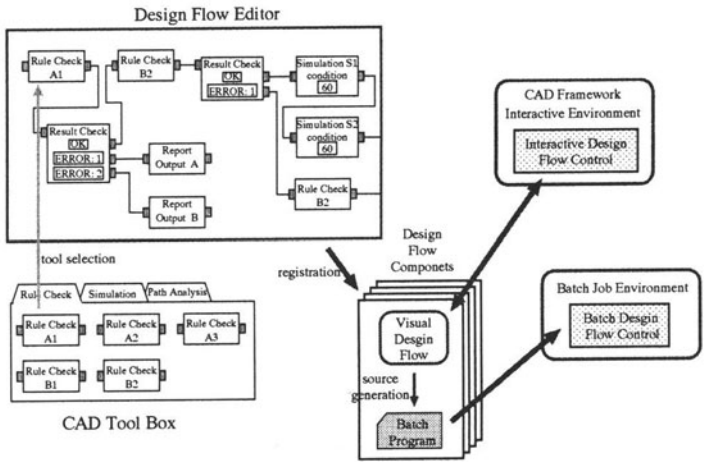 Design Flow Editor
Rule Check
A1
Rule Check
B2
Result Check
OK
ERROR: 1
Simulation S1
condition
60
Result Check
OK
ERROR: 1
ERROR: 2
Report
Output A
Report
Output B
Simulation S2
condition
60
Rule Check
B2
tool selection
CAD Framework
Interactive Environment
Interactive Design
Flow Control
registration
Design
Flow
Componets
Rule Check
Simulation
Path Analysis
Rule Check
A1
Rule Check
A2
Rule Check
A3
Rule Check
B1
Rule Check
B2
CAD Tool Box
Visual
Desgin
Flow
source
generation
Batch
Program
Batch Job Environment
Batch Desgin
Flow Control